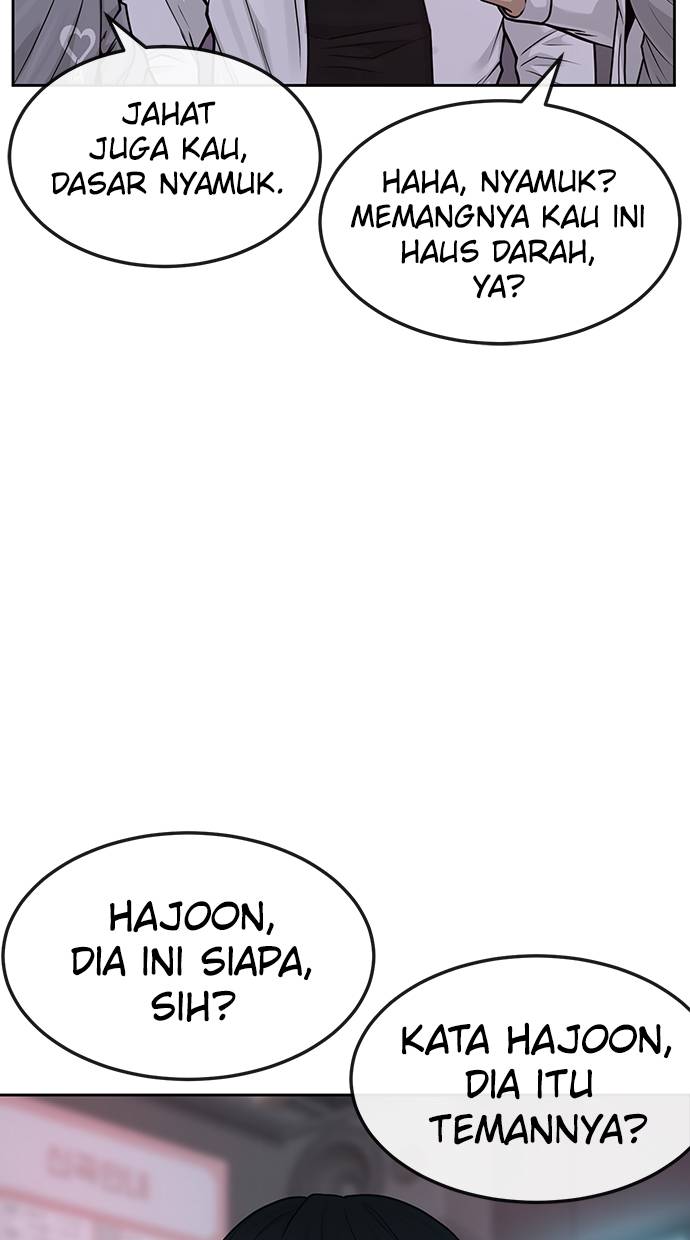 JAHAT
JUGA KAU,
DASAR NYAMUK.
HAHA, NYAMUK?
MEMANGNYA KAU INI
HAUS DARAH,
YA?
HAJOON,
DIA INI SIAPA,
SIH?
KATA HAJOON,
DIA ITU
TEMANNYA?